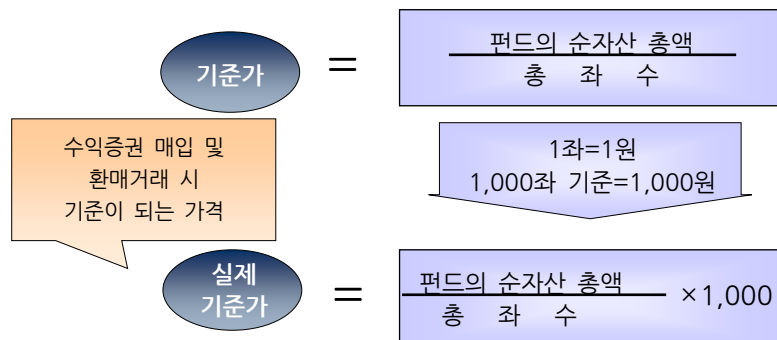 기준가
=
펀드의 순자산 총액
총 좌 수
수익증권 매입 및
환매거래 시
기준이 되는 가격
1좌=1원
1,000좌 기준=1,000원
실제
기준가
=
펀드의 순자산 총액
총 좌 수
×1,000